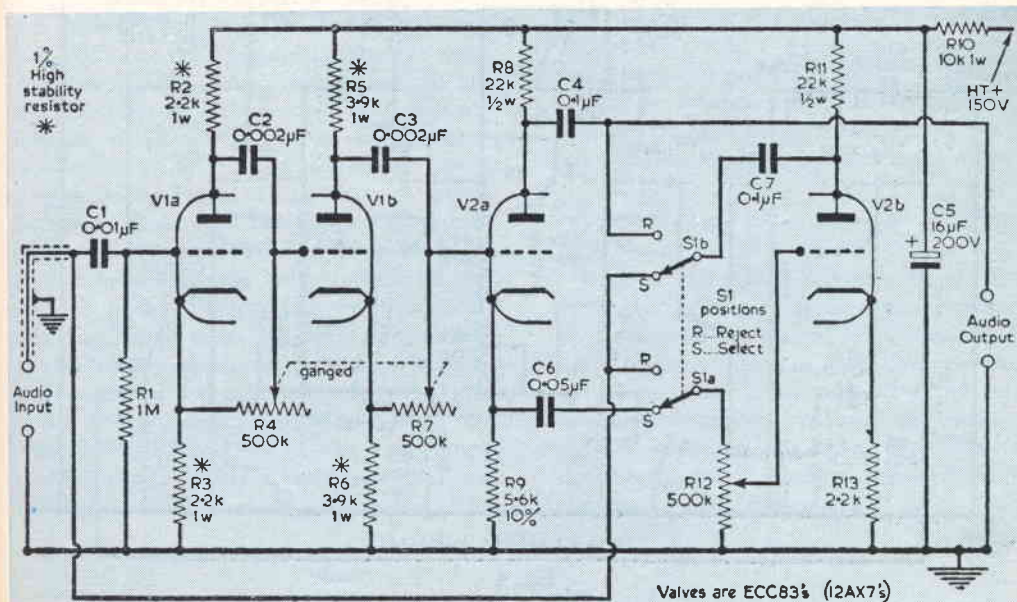 1%
High
stability
resistor
*
*
R2
2·2k
1w
C2
0·002µF
*
R5
3·9k
1w
C3
0·002µF
R8
22k
½w
C4
0·1µF
R11
22k
½w
R10
10k 1w
HT+
150V
C1
0·01µF
V1a
V1b
V2a
C7
0·1µF
V2b
C5
16µF
200V
+
R
S
S1b
S1
positions
R...Reject
S...Select
R
S
S1a
Audio
Input
R1
1M
ganged
R4
500k
R7
500k
C6
0·05µF
Audio
Output
*
R3
2·2k
1w
*
R6
3·9k
1w
R9
5·6k
10%
R12
500k
R13
2·2k
Valves are ECC83's (12AX7's)